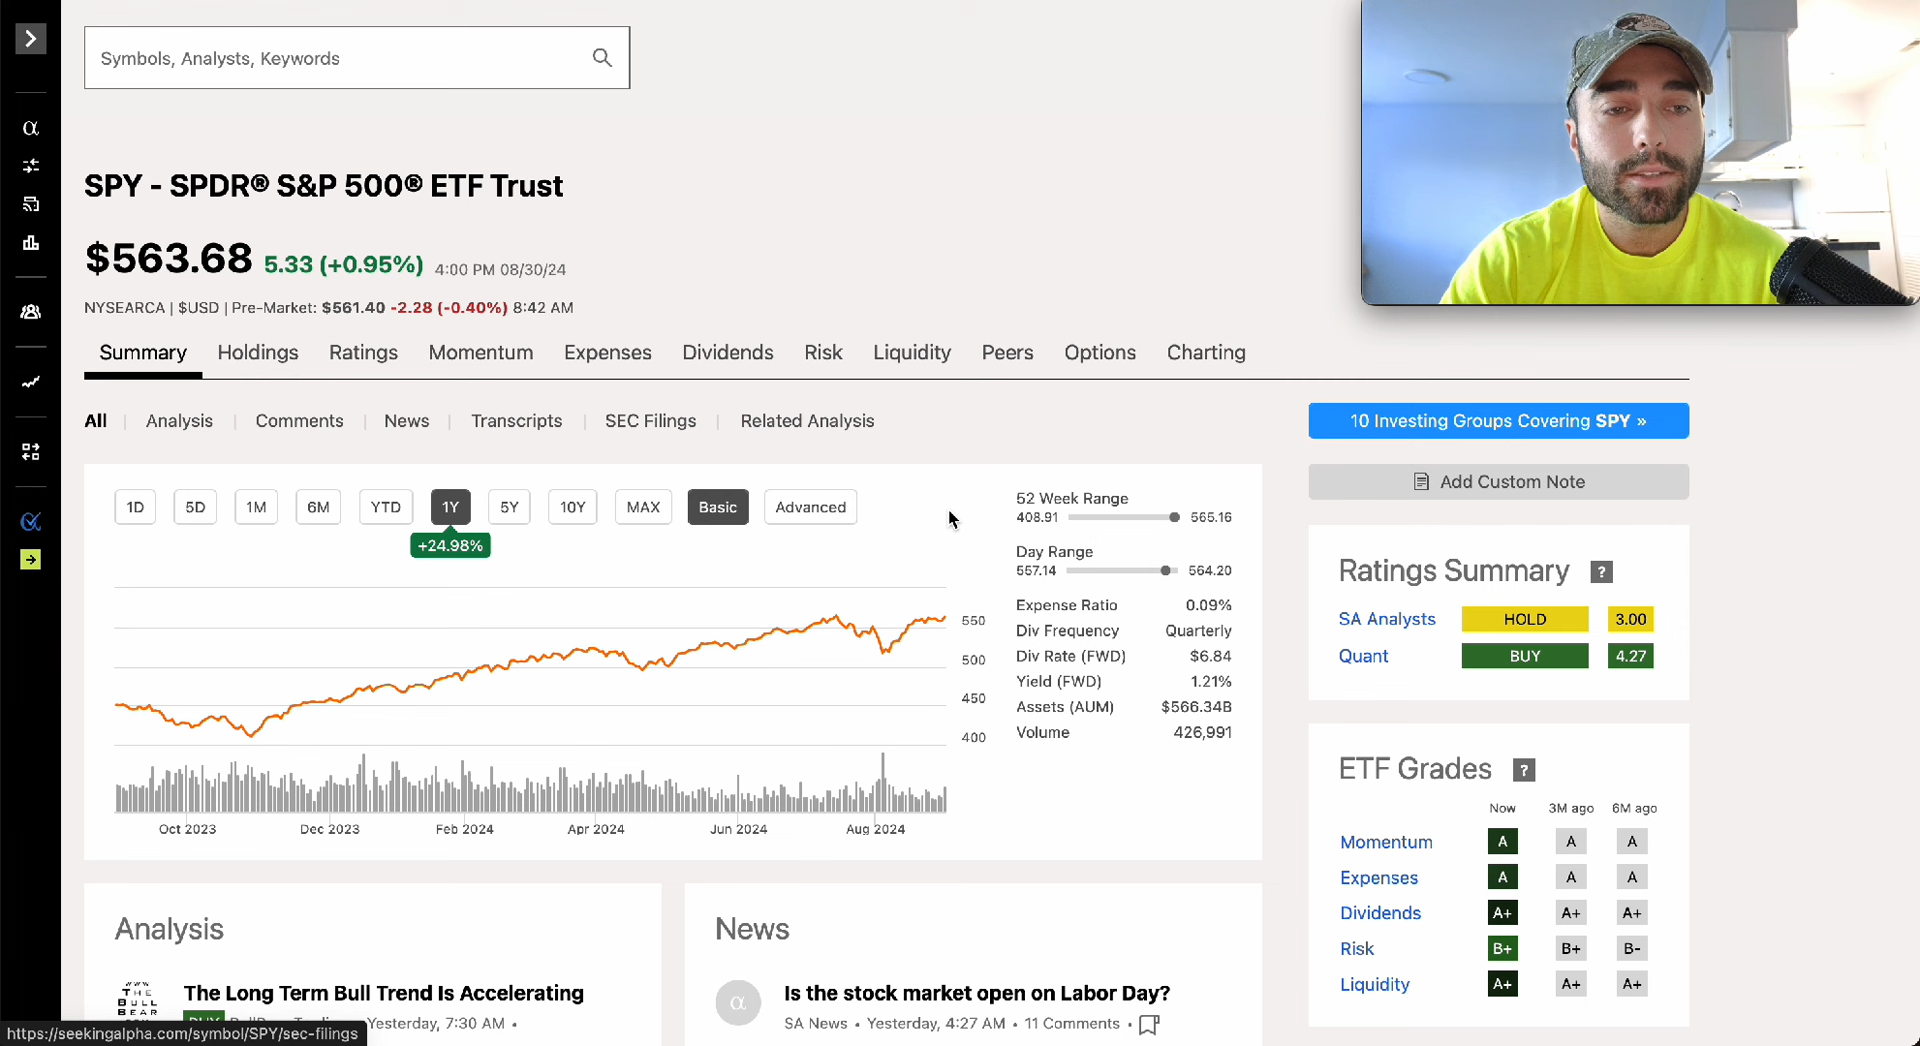 Symbols, Analysts, Keywords
α
SPY - SPDR® S&P 500® ETF Trust
$563.68 5.33 (+0.95%) 4:00 PM 08/30/24
NYSEARCA | $USD | Pre-Market: $561.40 -2.28 (-0.40%) 8:42 AM
Summary Holdings Ratings Momentum Expenses Dividends Risk Liquidity Peers Options Charting
All | Analysis | Comments | News | Transcripts | SEC Filings | Related Analysis
10 Investing Groups Covering SPY »
Add Custom Note
1D 5D 1M 6M YTD 1Y 5Y 10Y MAX Basic Advanced
+24.98%
52 Week Range
408.91 565.16
Day Range
557.14 564.20
Expense Ratio 0.09%
Div Frequency Quarterly
Div Rate (FWD) $6.84
Yield (FWD) 1.21%
Assets (AUM) $566.34B
Volume 426,991
550
500
450
400
Oct 2023 Dec 2023 Feb 2024 Apr 2024 Jun 2024 Aug 2024
Ratings Summary ?
SA Analysts HOLD 3.00
Quant BUY 4.27
ETF Grades ?
Now 3M ago 6M ago
Momentum A A A
Expenses A A A
Dividends A+ A+ A+
Risk B+ B+ B-
Liquidity A+ A+ A+
Analysis
THE
BULL
BEAR
The Long Term Bull Trend Is Accelerating
Yesterday, 7:30 AM •
News
α
Is the stock market open on Labor Day?
SA News • Yesterday, 4:27 AM • 11 Comments •
https://seekingalpha.com/symbol/SPY/sec-filings